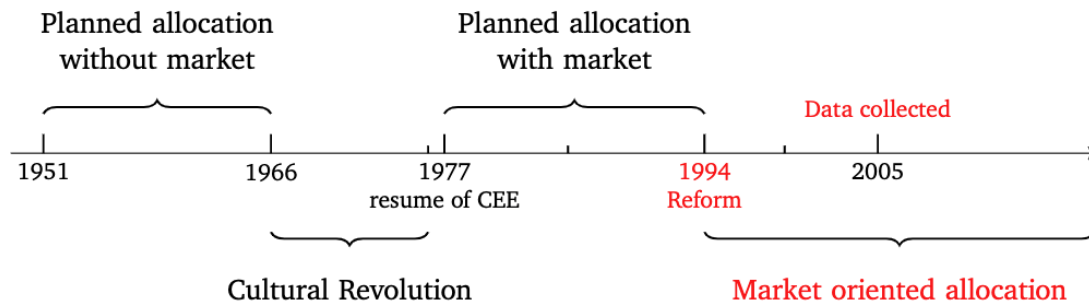 Planned allocation
without market
Planned allocation
with market
Data collected
1951
1966
1977
1994
2005
resume of CEE
Reform
Cultural Revolution
Market oriented allocation